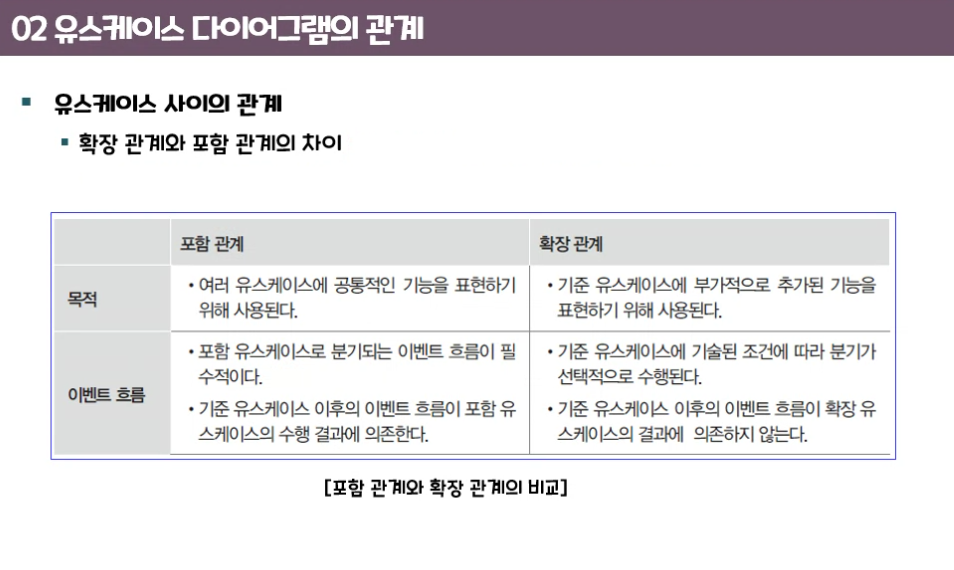 02 유스케이스 다이어그램의 관계
▪ 유스케이스 사이의 관계
▪ 확장 관계와 포함 관계의 차이
포함 관계
확장 관계
목적
• 여러 유스케이스에 공통적인 기능을 표현하기
위해 사용된다.
• 기준 유스케이스에 부가적으로 추가된 기능을
표현하기 위해 사용된다.
이벤트 흐름
• 포함 유스케이스로 분기되는 이벤트 흐름이 필
수적이다.
• 기준 유스케이스 이후의 이벤트 흐름이 포함 유
스케이스의 수행 결과에 의존한다.
• 기준 유스케이스에 기술된 조건에 따라 분기가
선택적으로 수행된다.
• 기준 유스케이스 이후의 이벤트 흐름이 확장 유
스케이스의 결과에 의존하지 않는다.
[포함 관계와 확장 관계의 비교]